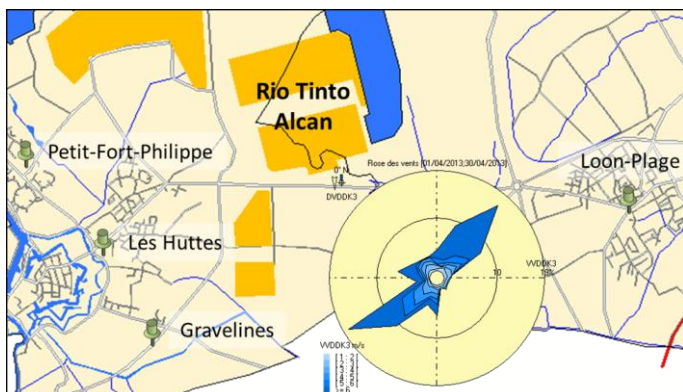 Rio Tinto
Alcan
Petit-Fort-Philippe
Rose des vents [01/04/2013;30/04/2013]
Loon-Plage
0° N
DVDDK3
Les Huttes
VVDDK3
10
Gravelines
VVDDK3 m/s